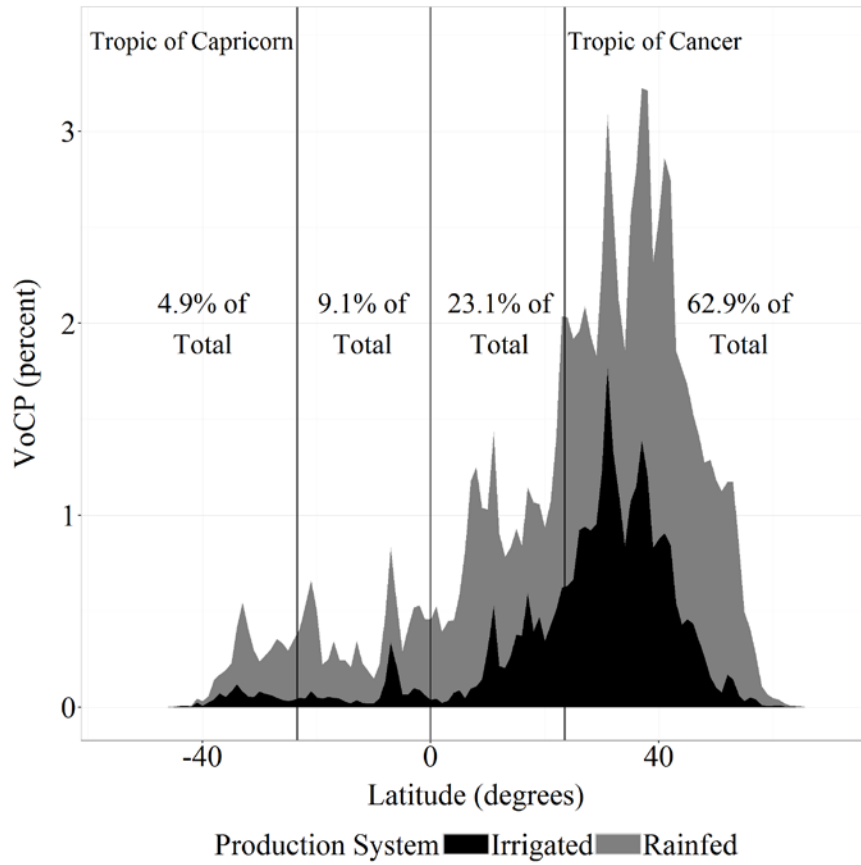 Tropic of Capricorn
Tropic of Cancer
3
4.9% of
Total
9.1% of
Total
23.1% of
Total
62.9% of
Total
2
VoCP (percent)
1
0
-40
0
40
Latitude (degrees)
Production System Irrigated Rainfed